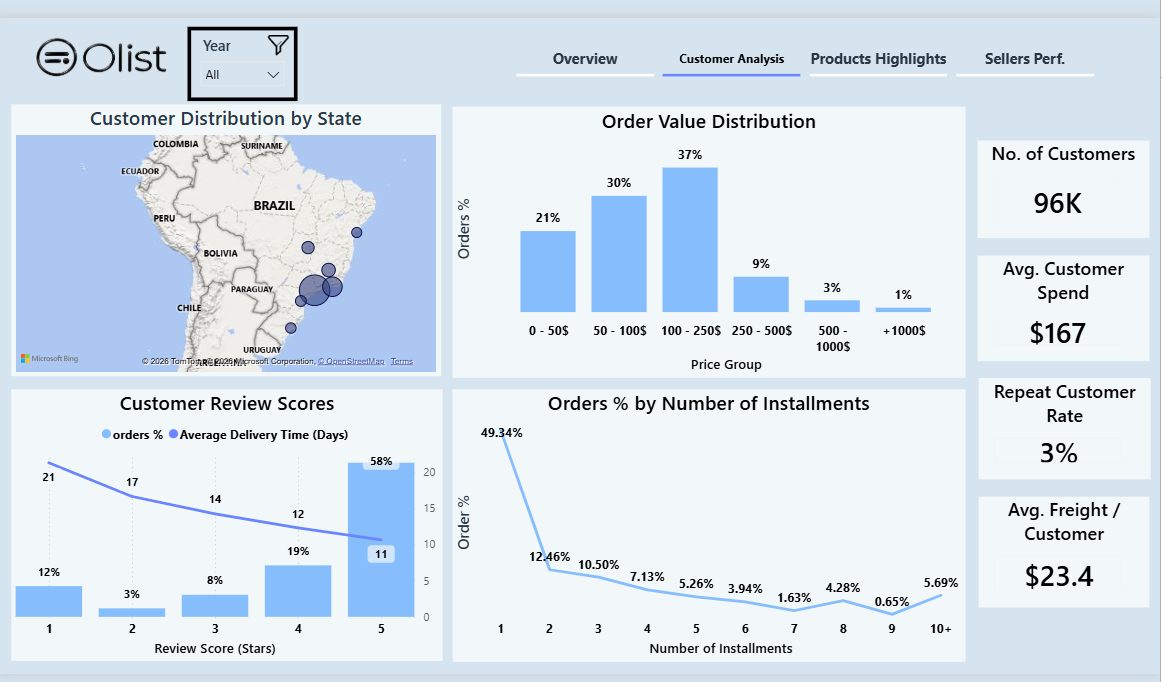 Olist
Year
All
Overview
Customer Analysis
Products Highlights
Sellers Perf.
Customer Distribution by State
COLOMBIA
SURINAME
ECUADOR
BRAZIL
PERU
BOLIVIA
PARAGUAY
CHILE
URUGUAY
Microsoft Bing
© 2026 Microsoft Corporation, © OpenStreetMap Terms
Order Value Distribution
Orders %
21%
30%
37%
9%
3%
1%
0 - 50$
50 - 100$
100 - 250$
250 - 500$
500 -
1000$
+1000$
Price Group
No. of Customers
96K
Avg. Customer
Spend
$167
Repeat Customer
Rate
3%
Avg. Freight /
Customer
$23.4
Customer Review Scores
orders %
Average Delivery Time (Days)
21
17
14
12
11
12%
3%
8%
19%
58%
20
15
10
5
0
1
2
3
4
5
Review Score (Stars)
Orders % by Number of Installments
Order %
49.34%
12.46%
10.50%
7.13%
5.26%
3.94%
1.63%
4.28%
0.65%
5.69%
1
2
3
4
5
6
7
8
9
10+
Number of Installments